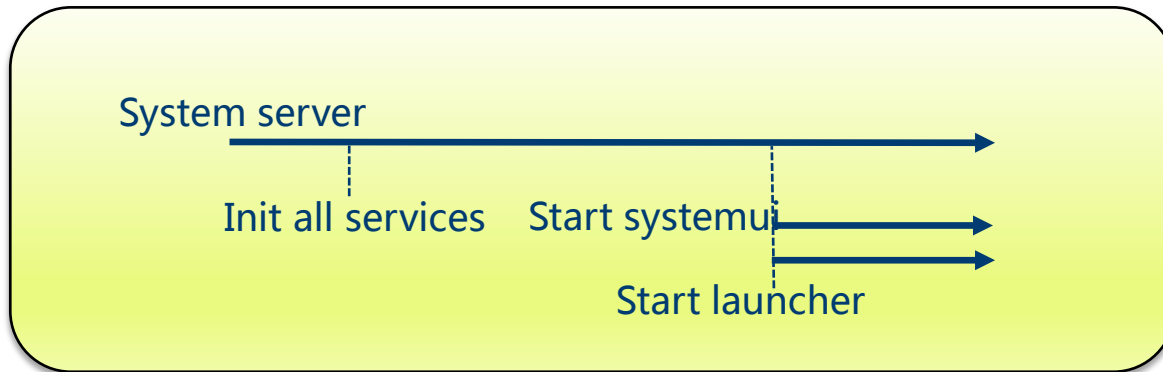 System server
Init all services
Start systemui
Start launcher